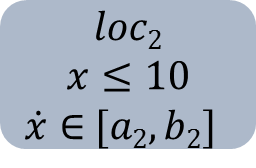 loc₂
x ≤ 10
ẋ ∈ [a₂, b₂]